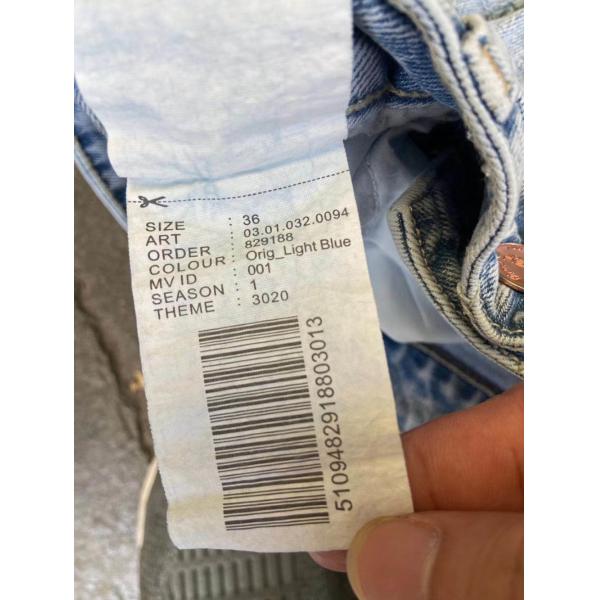 SIZE : 36
ART : 03.01.032.0094
ORDER : 829188
COLOUR : Orig_Light Blue
MV ID : 001
SEASON : 1
THEME : 3020
5109482918803013